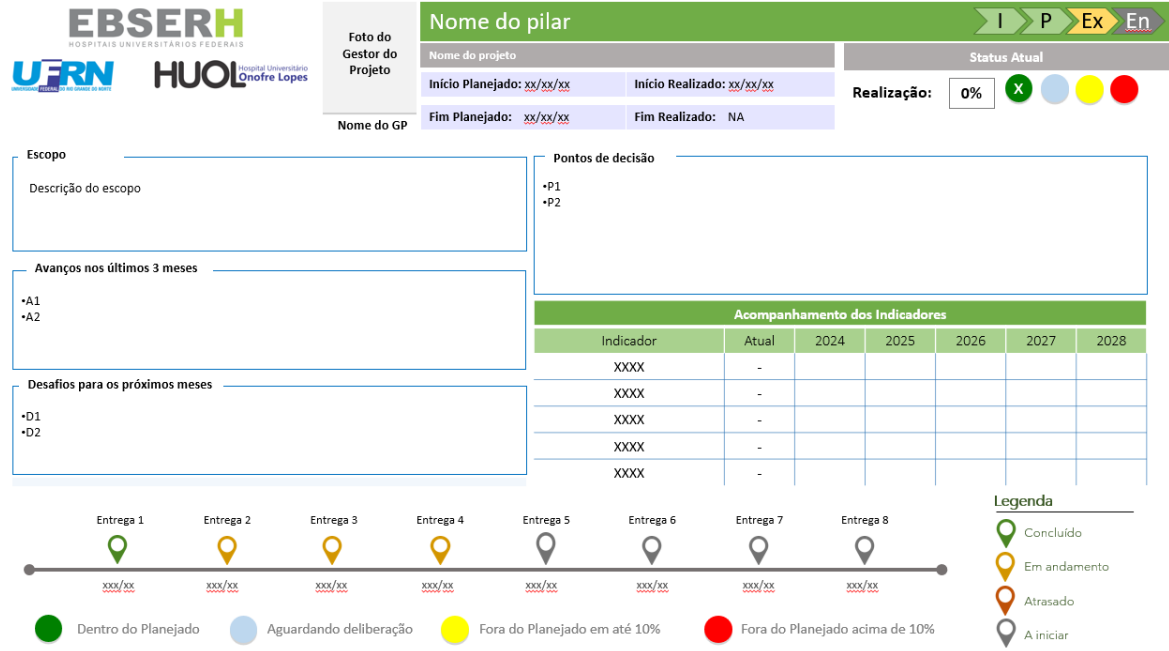 EBSERH
HOSPITAIS UNIVERSITÁRIOS FEDERAIS
UFRN
UNIVERSIDADE FEDERAL DO RIO GRANDE DO NORTE
HUOL
Hospital Universitário
Onofre Lopes
Foto do
Gestor do
Projeto
Nome do GP
Nome do pilar
I P Ex En
Nome do projeto
Início Planejado: xx/xx/xx Início Realizado: xx/xx/xx
Fim Planejado: xx/xx/xx Fim Realizado: NA
Status Atual
Realização: 0% X
Escopo
Descrição do escopo
Avanços nos últimos 3 meses
•A1
•A2
Desafios para os próximos meses
•D1
•D2
Pontos de decisão
•P1
•P2
Acompanhamento dos Indicadores
Indicador Atual 2024 2025 2026 2027 2028
XXXX -
XXXX -
XXXX -
XXXX -
XXXX -
Entrega 1 Entrega 2 Entrega 3 Entrega 4 Entrega 5 Entrega 6 Entrega 7 Entrega 8
xxx/xx xxx/xx xxx/xx xxx/xx xxx/xx xxx/xx xxx/xx xxx/xx
Legenda
Concluído
Em andamento
Atrasado
A iniciar
Dentro do Planejado Aguardando deliberação Fora do Planejado em até 10% Fora do Planejado acima de 10%